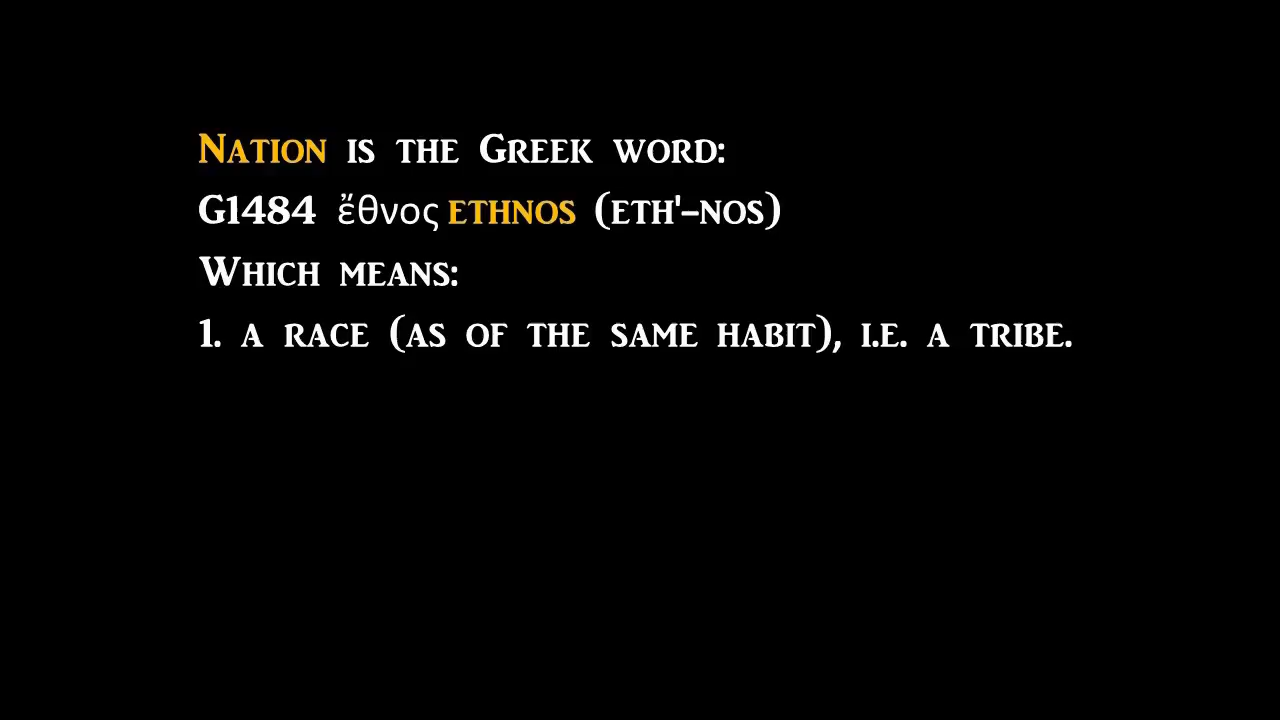 Nation is the Greek word:
G1484 ἔθνος ethnos (eth'-nos)
Which means:
1. a race (as of the same habit), i.e. a tribe.